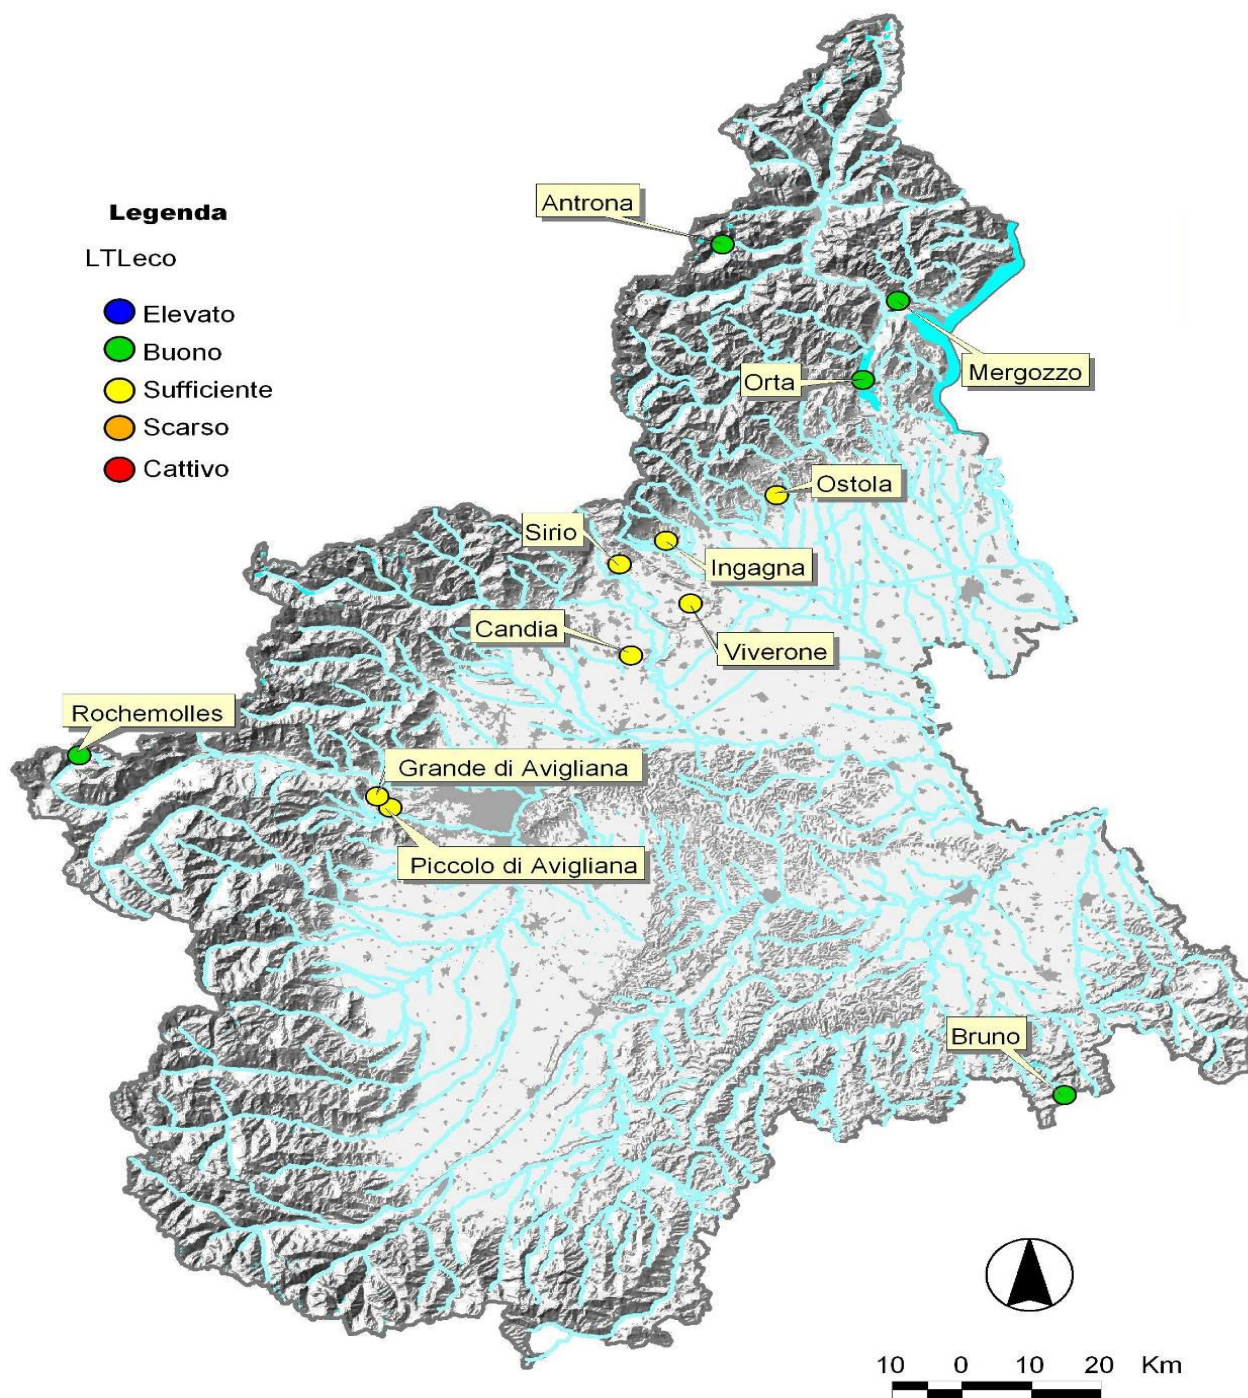 Legenda
LTLeco
Elevato
Buono
Sufficiente
Scarso
Cattivo
Antrona
Mergozzo
Orta
Ostola
Sirio
Ingagna
Candia
Viverone
Rochemolles
Grande di Avigliana
Piccolo di Avigliana
Bruno
10 0 10 20 Km